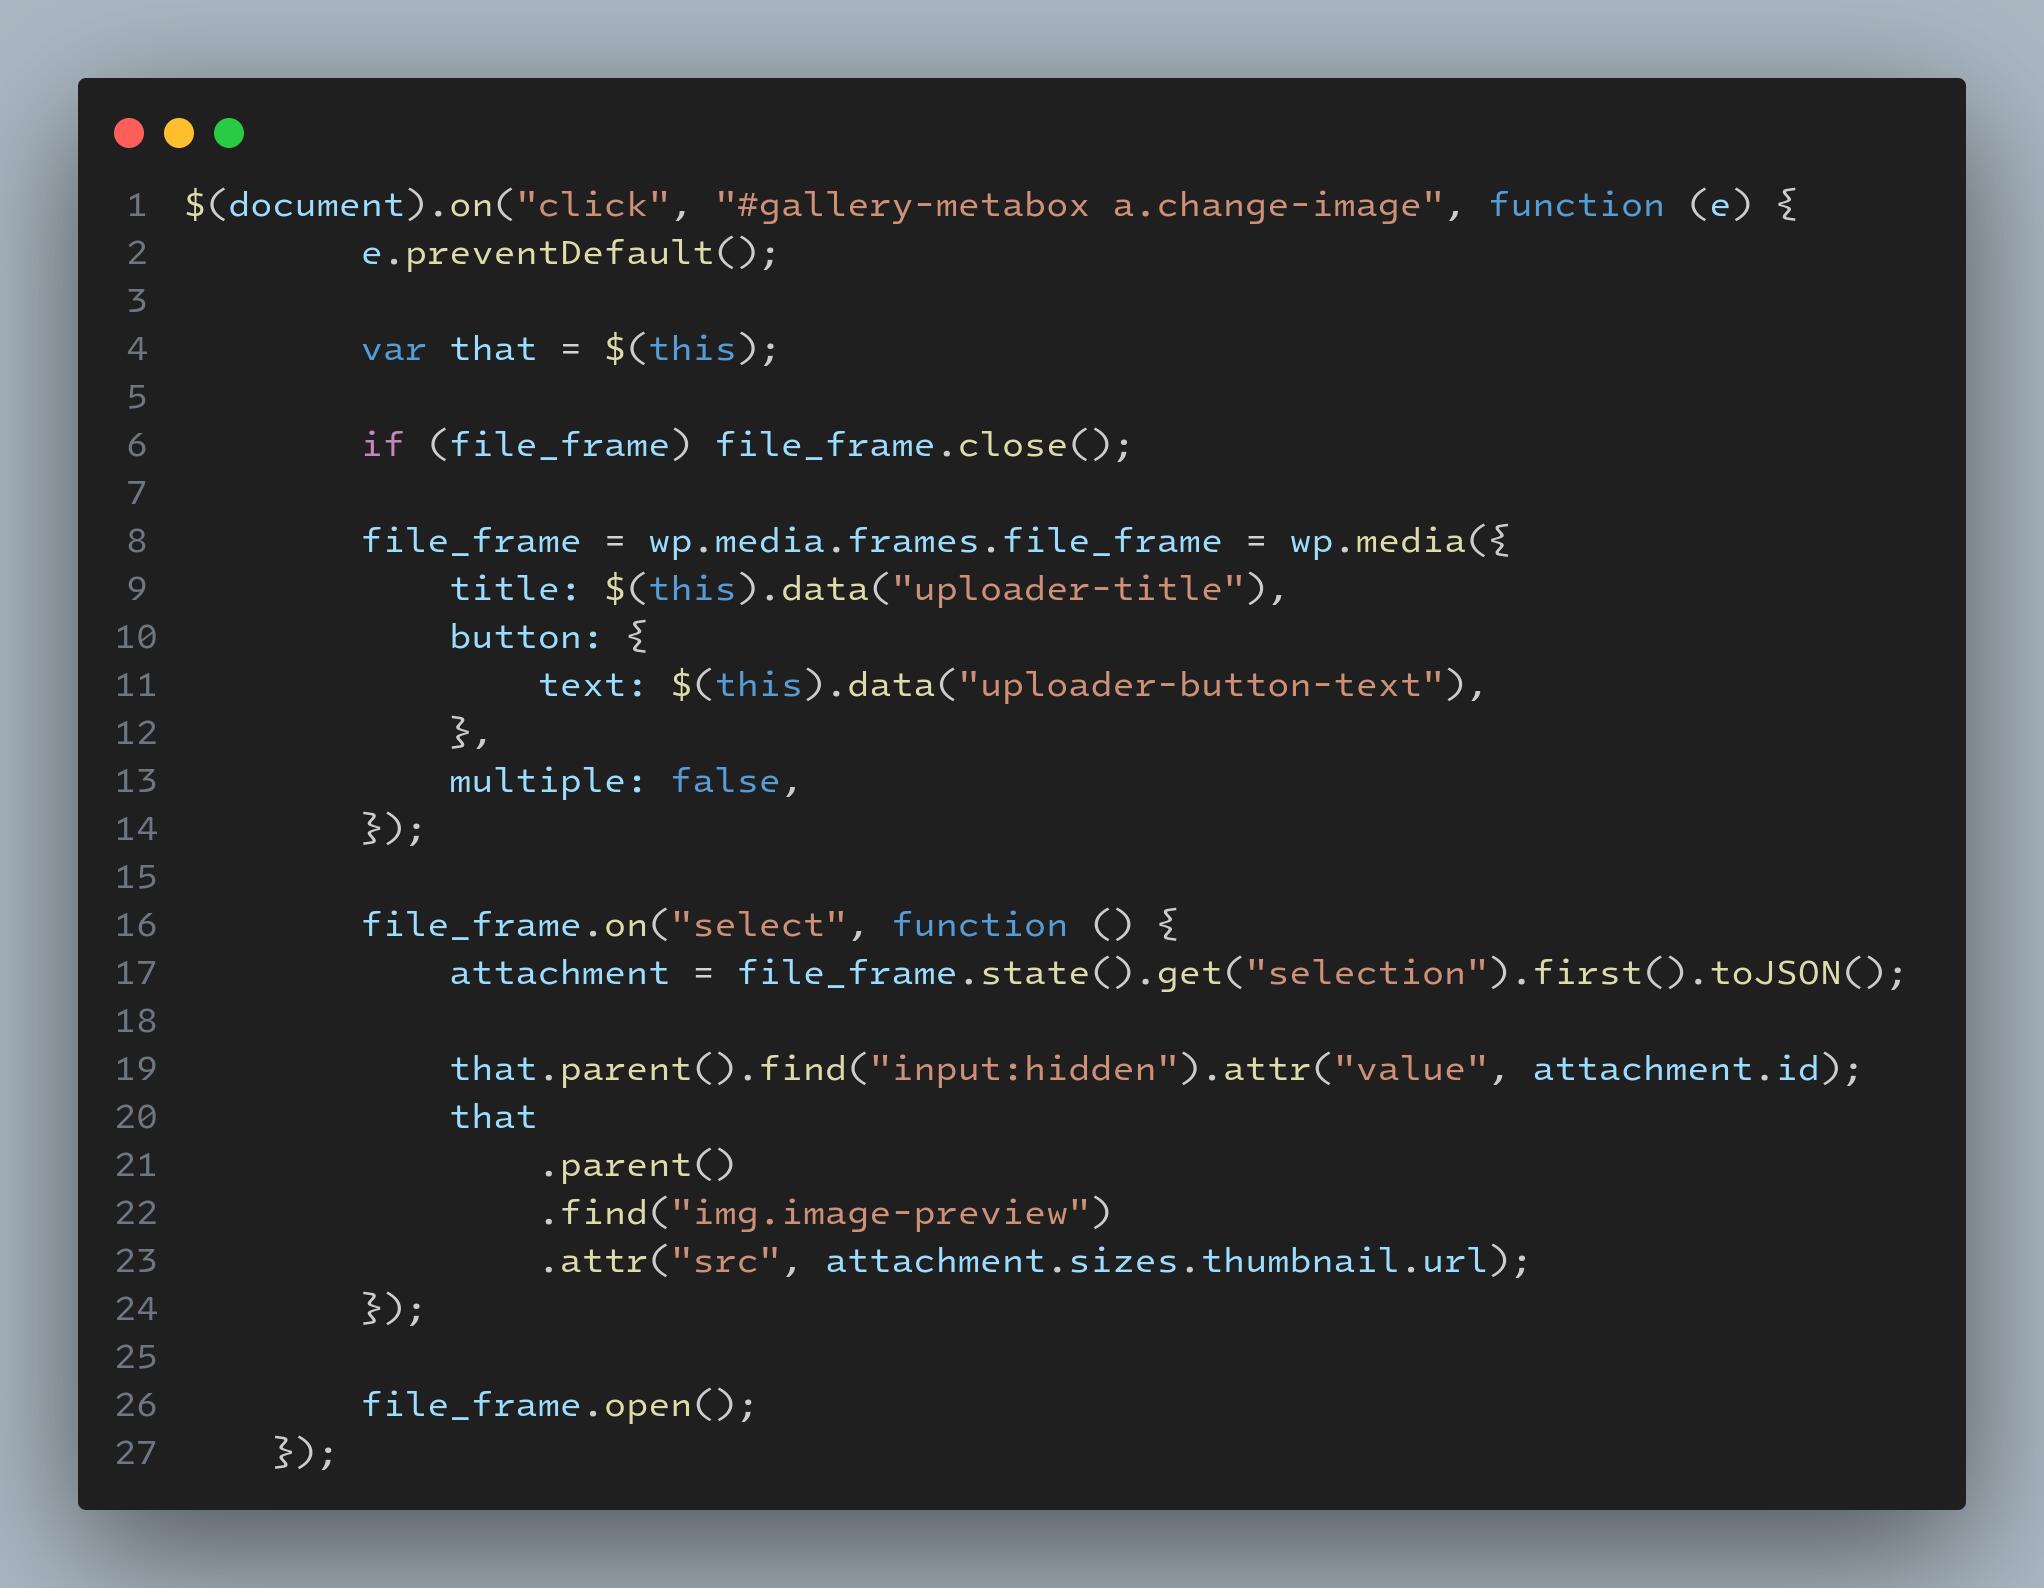 1 $(document).on("click", "#gallery-metabox a.change-image", function (e) {
2         e.preventDefault();
3
4         var that = $(this);
5
6         if (file_frame) file_frame.close();
7
8         file_frame = wp.media.frames.file_frame = wp.media({
9             title: $(this).data("uploader-title"),
10             button: {
11                 text: $(this).data("uploader-button-text"),
12             },
13             multiple: false,
14         });
15
16         file_frame.on("select", function () {
17             attachment = file_frame.state().get("selection").first().toJSON();
18
19             that.parent().find("input:hidden").attr("value", attachment.id);
20             that
21                 .parent()
22                 .find("img.image-preview")
23                 .attr("src", attachment.sizes.thumbnail.url);
24         });
25
26         file_frame.open();
27     });